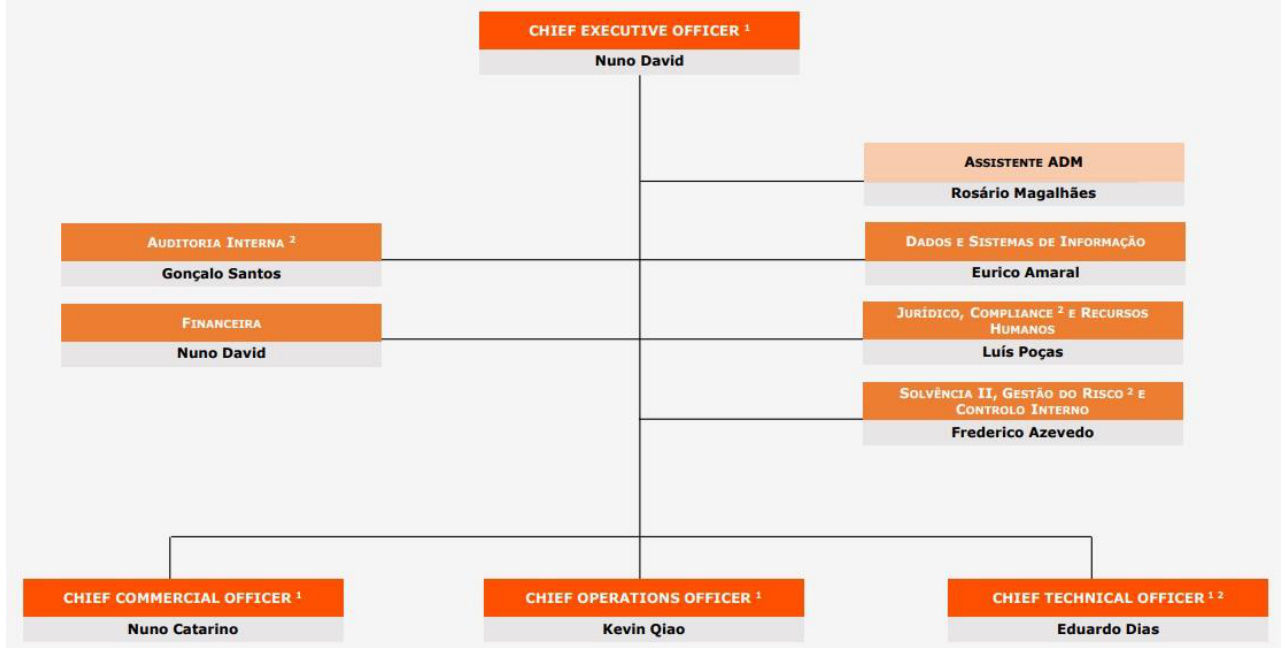 CHIEF EXECUTIVE OFFICER ¹
Nuno David
ASSISTENTE ADM
Rosário Magalhães
AUDITORIA INTERNA ²
Gonçalo Santos
DADOS E SISTEMAS DE INFORMAÇÃO
Eurico Amaral
FINANCEIRA
Nuno David
JURÍDICO, COMPLIANCE ² E RECURSOS
HUMANOS
Luís Poças
SOLVÊNCIA II, GESTÃO DO RISCO ² E
CONTROLO INTERNO
Frederico Azevedo
CHIEF COMMERCIAL OFFICER ¹
Nuno Catarino
CHIEF OPERATIONS OFFICER ¹
Kevin Qiao
CHIEF TECHNICAL OFFICER ¹ ²
Eduardo Dias